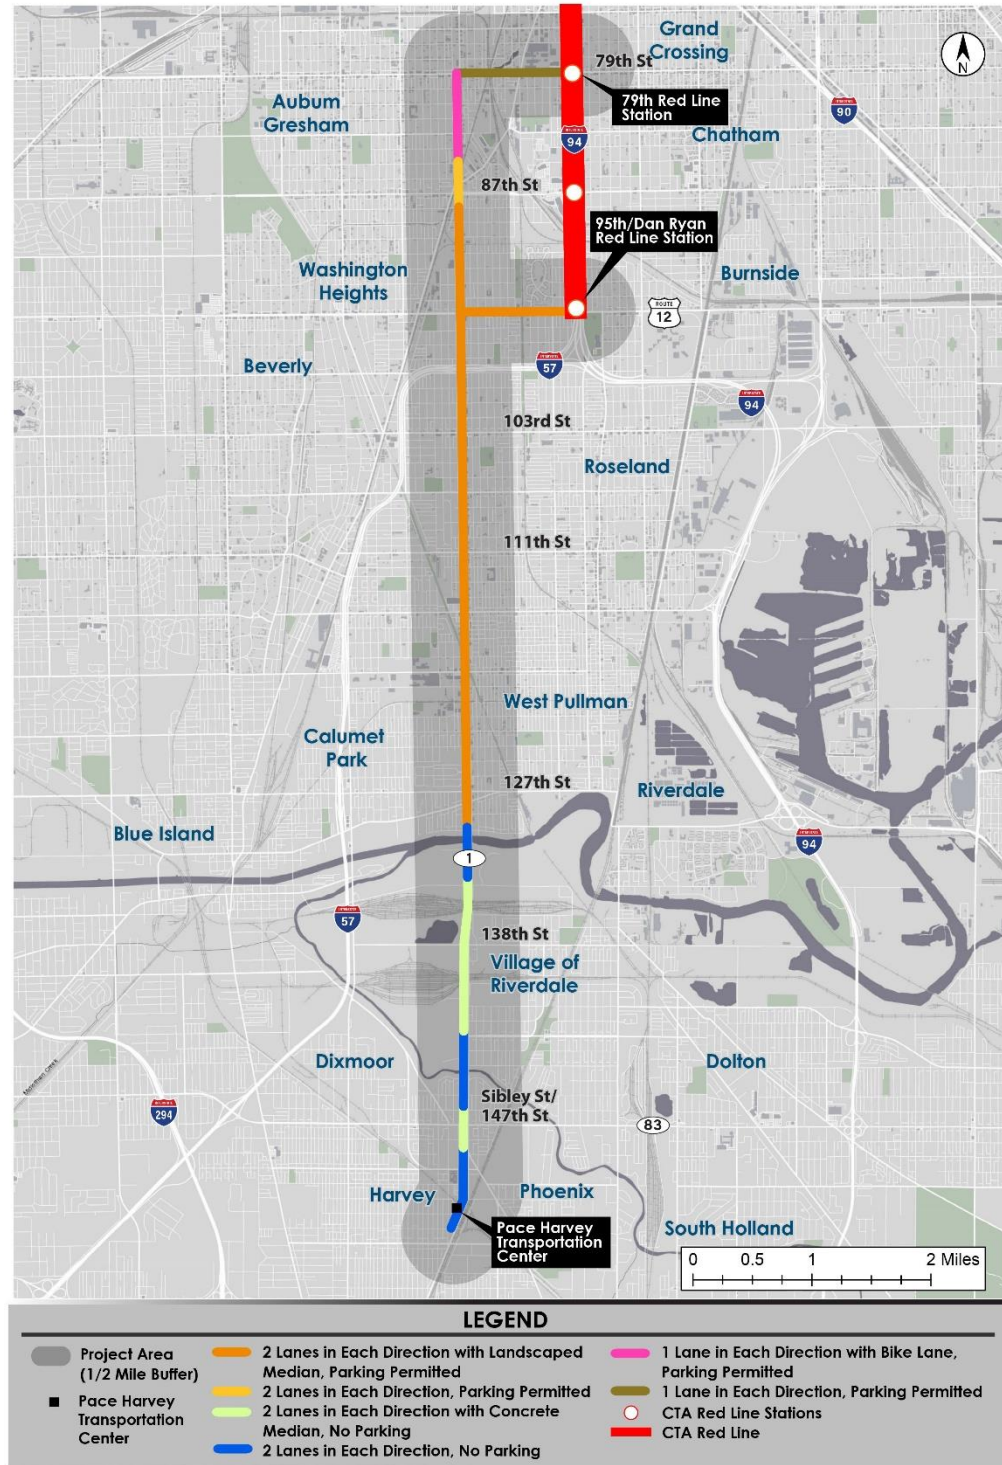 Grand
Crossing
79th St
N
79th Red Line
Station
90
Aubum
Gresham
94
Chatham
87th St
95th/Dan Ryan
Red Line Station
Washington
Heights
Burnside
ROUTE
12
Beverly
57
94
103rd St
Roseland
111th St
West Pullman
Calumet
Park
127th St
Riverdale
Blue Island
94
1
57
138th St
Village of
Riverdale
Dixmoor
Dolton
Sibley St/
147th St
294
83
Harvey
Phoenix
Pace Harvey
Transportation
Center
South Holland
0 0.5 1 2 Miles
LEGEND
Project Area
(1/2 Mile Buffer)
Pace Harvey
Transportation
Center
2 Lanes in Each Direction with Landscaped
Median, Parking Permitted
2 Lanes in Each Direction, Parking Permitted
2 Lanes in Each Direction with Concrete
Median, No Parking
2 Lanes in Each Direction, No Parking
1 Lane in Each Direction with Bike Lane,
Parking Permitted
1 Lane in Each Direction, Parking Permitted
CTA Red Line Stations
CTA Red Line